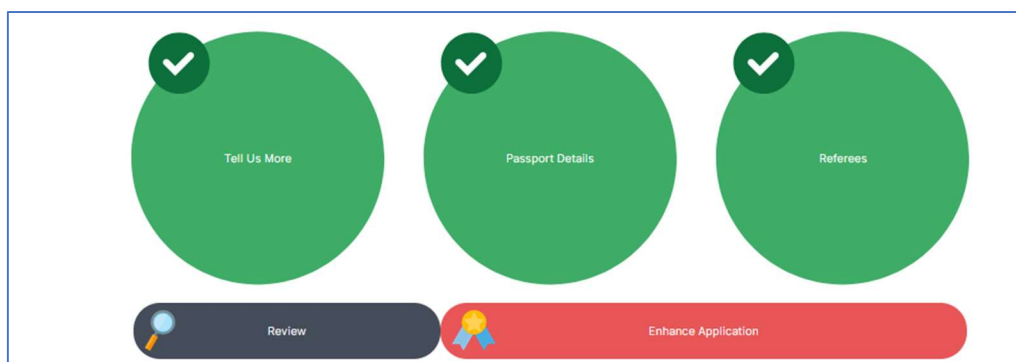 Tell Us More
Passport Details
Referees
Review
Enhance Application